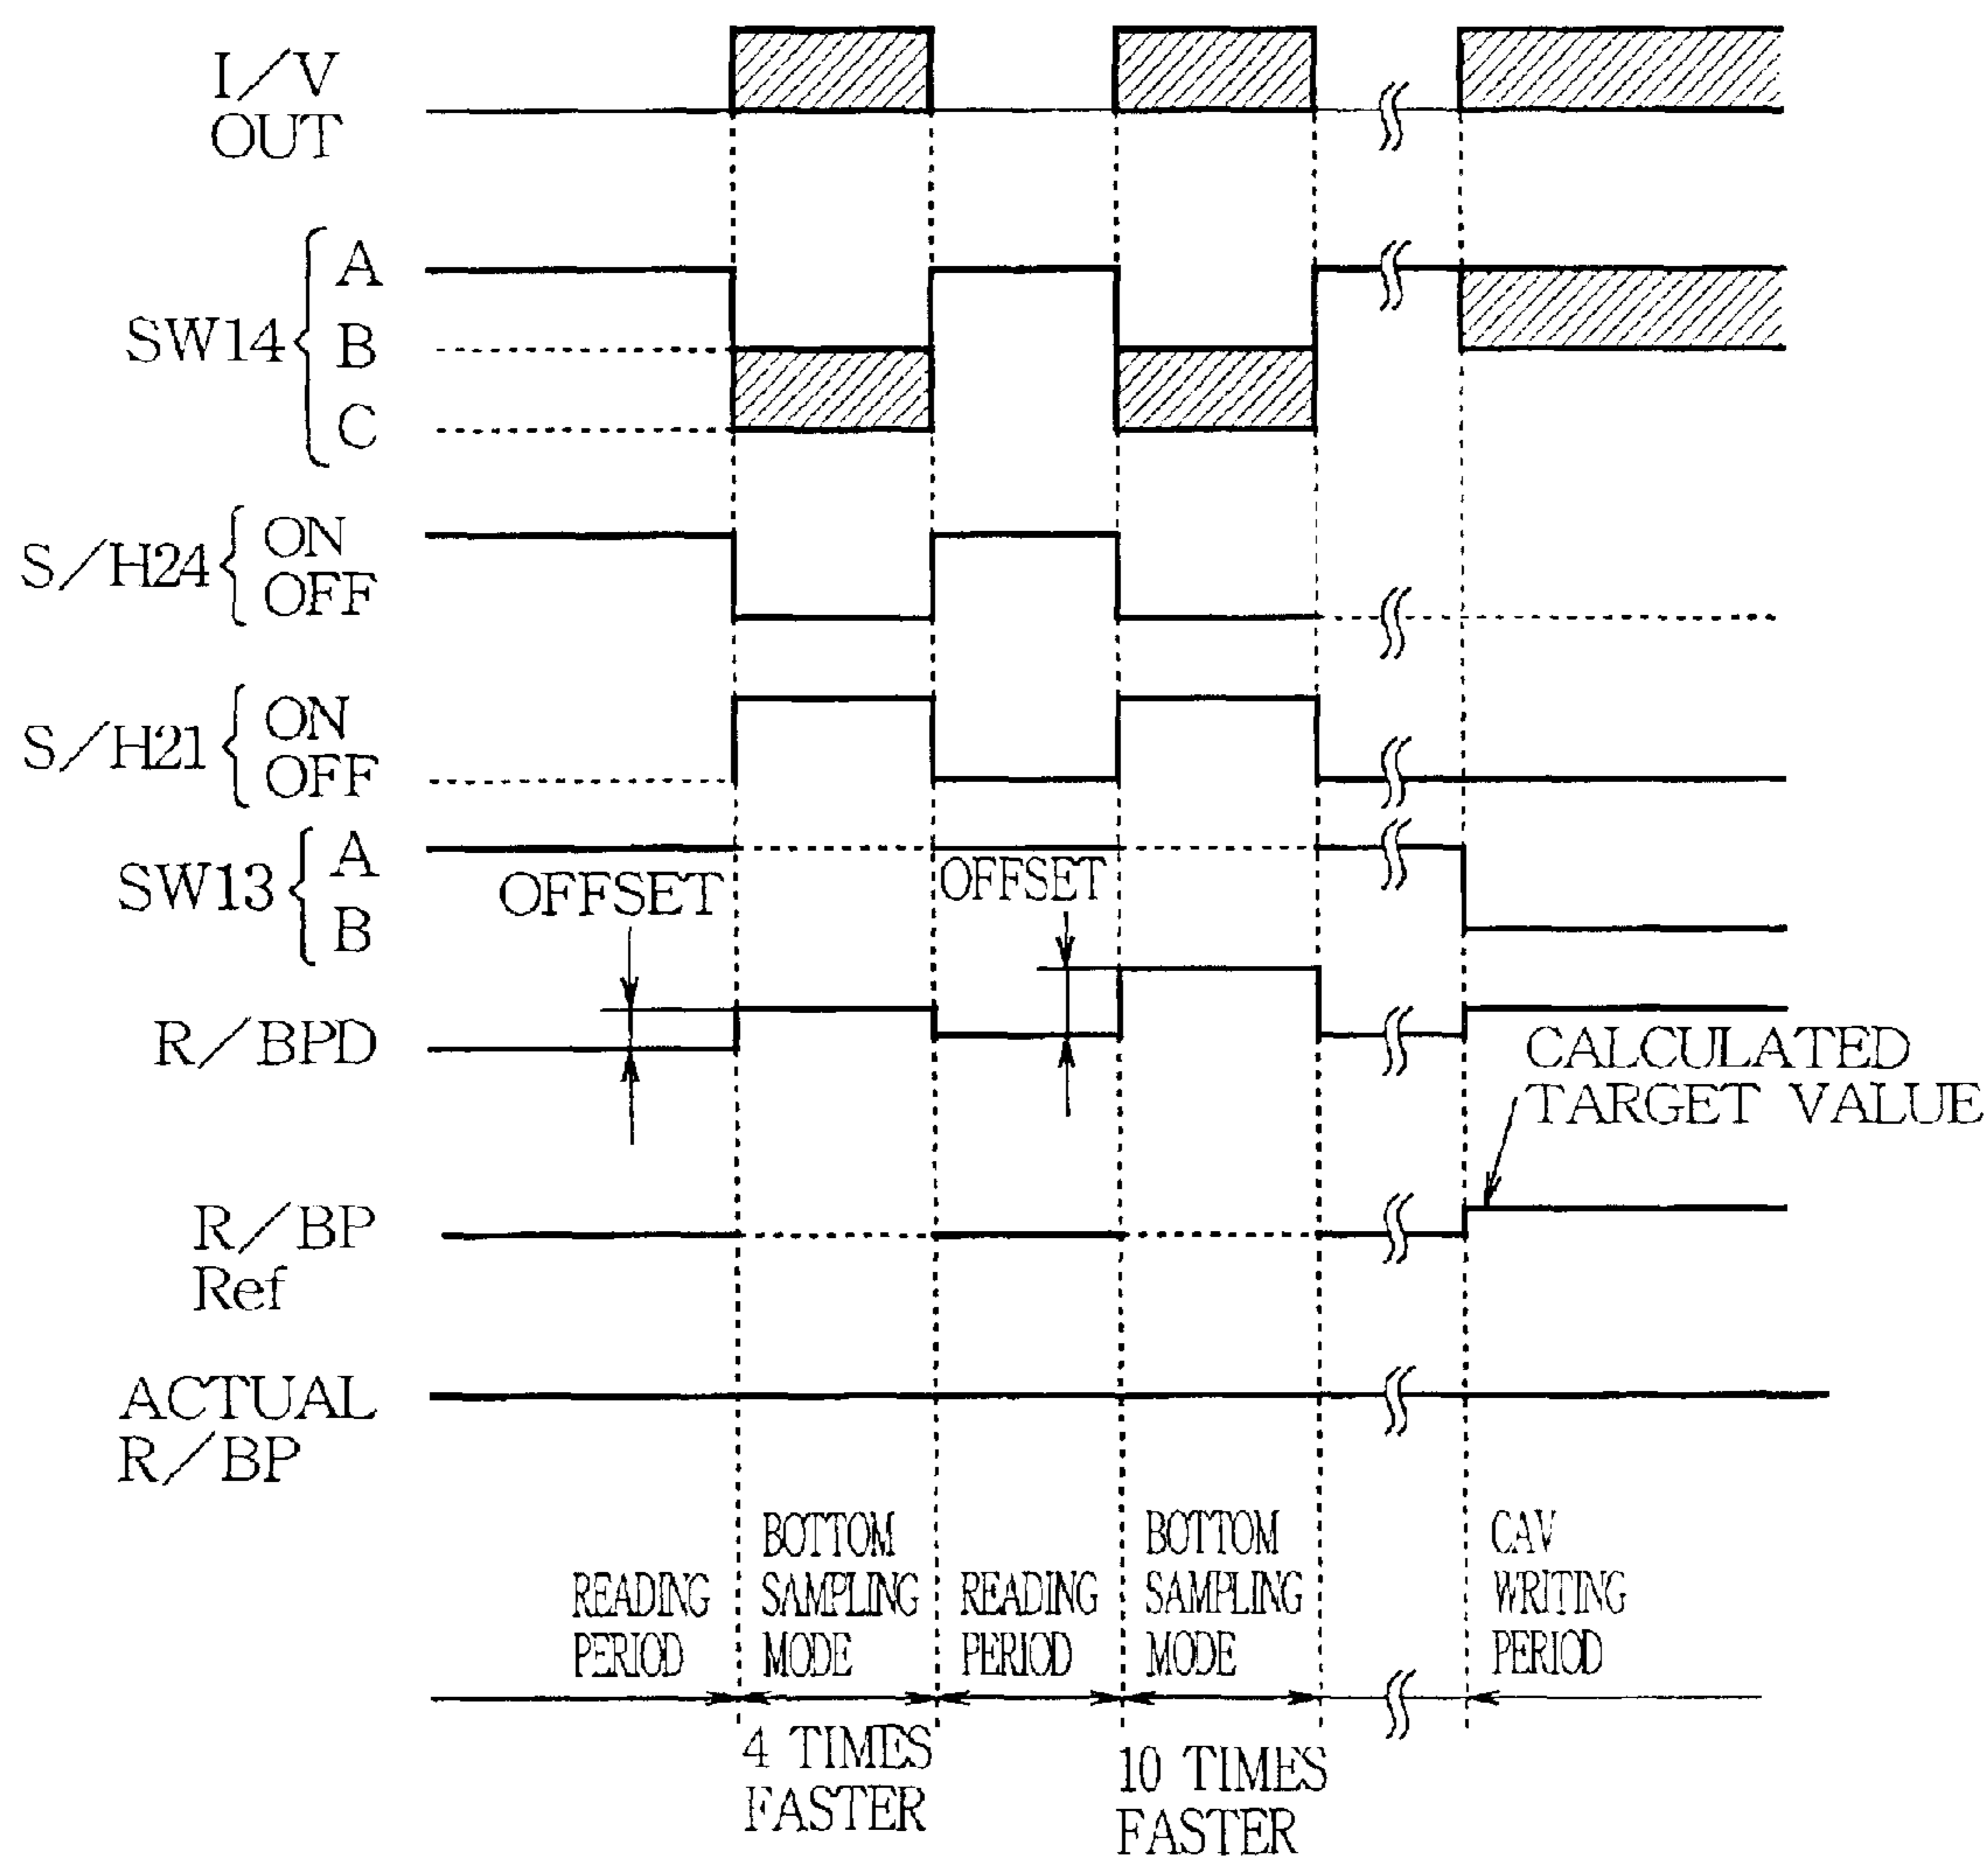 I/V
OUT
SW14
A
B
C
S/H24
ON
OFF
S/H21
ON
OFF
SW13
A
B
OFFSET
OFFSET
R/BPD
CALCULATED
TARGET VALUE
R/BP
Ref
ACTUAL
R/BP
READING
PERIOD
BOTTOM
SAMPLING
MODE
READING
PERIOD
BOTTOM
SAMPLING
MODE
CAV
WRITING
PERIOD
4 TIMES
FASTER
10 TIMES
FASTER